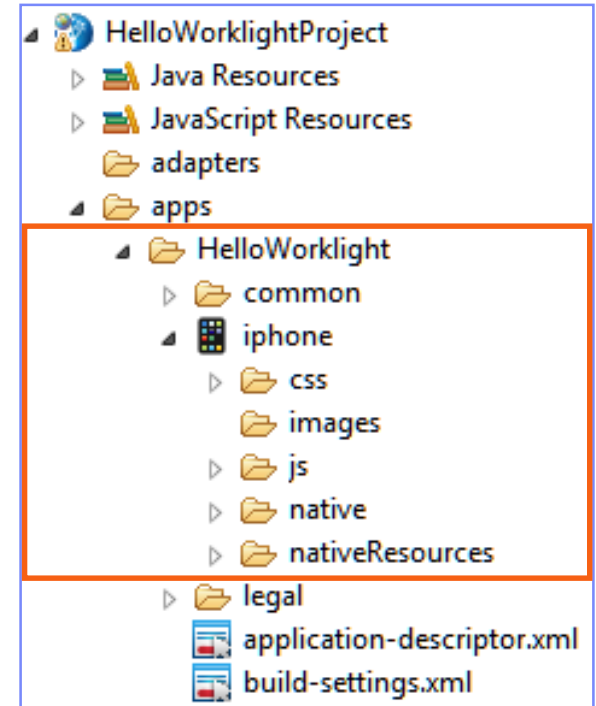 HelloWorklightProject
Java Resources
JavaScript Resources
adapters
apps
HelloWorklight
common
iphone
css
images
js
native
nativeResources
legal
application-descriptor.xml
build-settings.xml